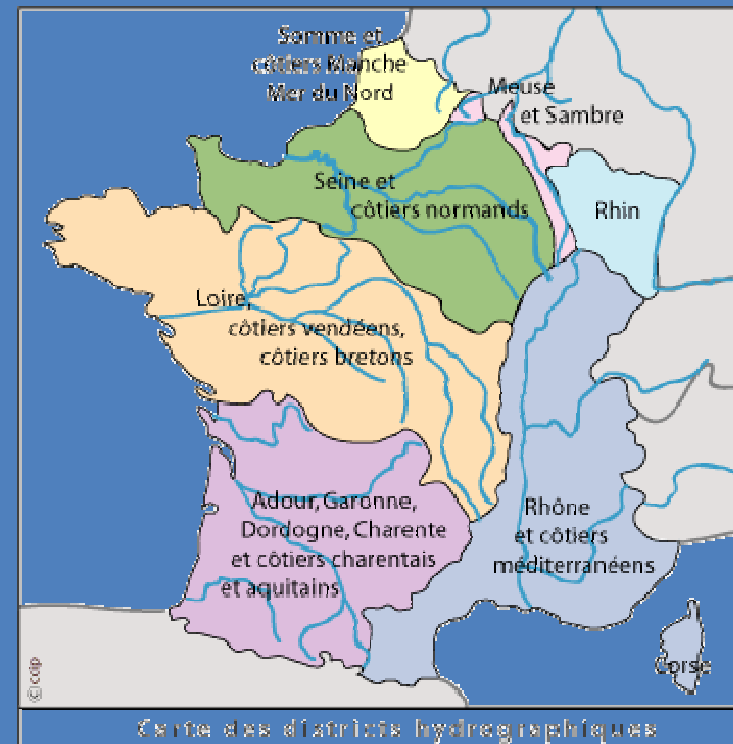 Somme et
côtiers Manche
Mer du Nord
Meuse
et Sambre
Seine et
côtiers normands
Rhin
Loire,
côtiers vendéens,
côtiers bretons
Adour, Garonne,
Dordogne, Charente
et côtiers charentais
et aquitains
Rhône
et côtiers
méditerranéens
Corse
Carte des districts hydrographiques